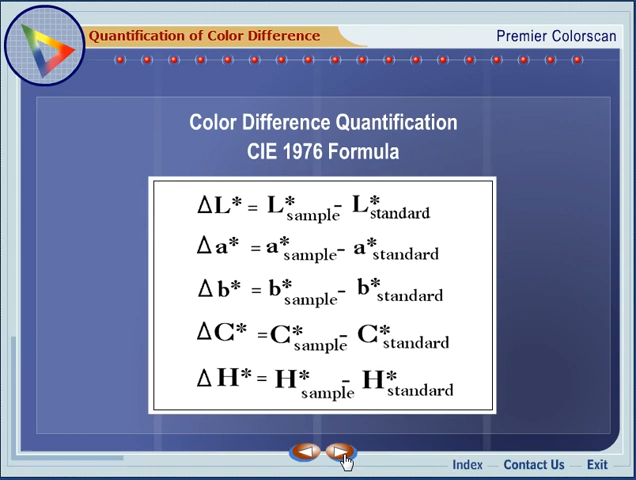 Quantification of Color Difference
Premier Colorscan
Color Difference Quantification
CIE 1976 Formula
ΔL* = L*sample - L*standard
Δa* = a*sample - a*standard
Δb* = b*sample - b*standard
ΔC* = C*sample - C*standard
ΔH* = H*sample - H*standard
Index - Contact Us - Exit